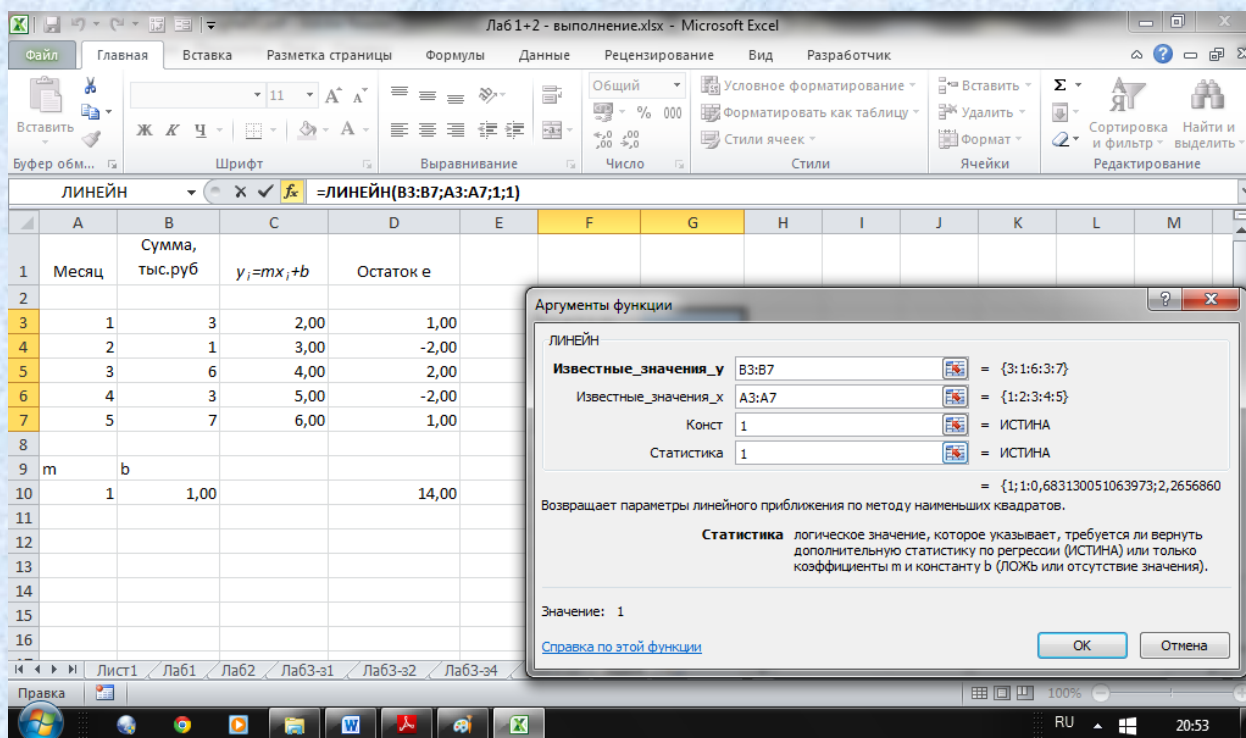 Лаб 1+2 - выполнение.xlsx - Microsoft Excel
Файл Главная Вставка Разметка страницы Формулы Данные Рецензирование Вид Разработчик
Вставить
Буфер обм...
11
Ж К Ч
Шрифт
Выравнивание
Общий
% 000
Число
Условное форматирование
Форматировать как таблицу
Стили ячеек
Стили
Вставить
Удалить
Формат
Ячейки
Сортировка и фильтр
Найти и выделить
Редактирование
ЛИНЕЙН =ЛИНЕЙН(B3:B7;A3:A7;1;1)
A B C D E F G H I J K L M
1 Месяц Сумма, тыс.руб y i=mx i+b Остаток e
2
3 1 3 2,00 1,00
4 2 1 3,00 -2,00
5 3 6 4,00 2,00
6 4 3 5,00 -2,00
7 5 7 6,00 1,00
8
9 m b
10 1 1,00 14,00
11
12
13
14
15
16
Аргументы функции
ЛИНЕЙН
Известные_значения_y B3:B7 = {3:1:6:3:7}
Известные_значения_x A3:A7 = {1:2:3:4:5}
Конст 1 = ИСТИНА
Статистика 1 = ИСТИНА
= {1;1:0,683130051063973;2,2656860
Возвращает параметры линейного приближения по методу наименьших квадратов.
Статистика логическое значение, которое указывает, требуется ли вернуть
дополнительную статистику по регрессии (ИСТИНА) или только
коэффициенты m и константу b (ЛОЖЬ или отсутствие значения).
Значение: 1
Справка по этой функции
ОК Отмена
Лист1 Лаб1 Лаб2 Лаб3-з1 Лаб3-з2 Лаб3-з4
Правка 100%
RU 20:53